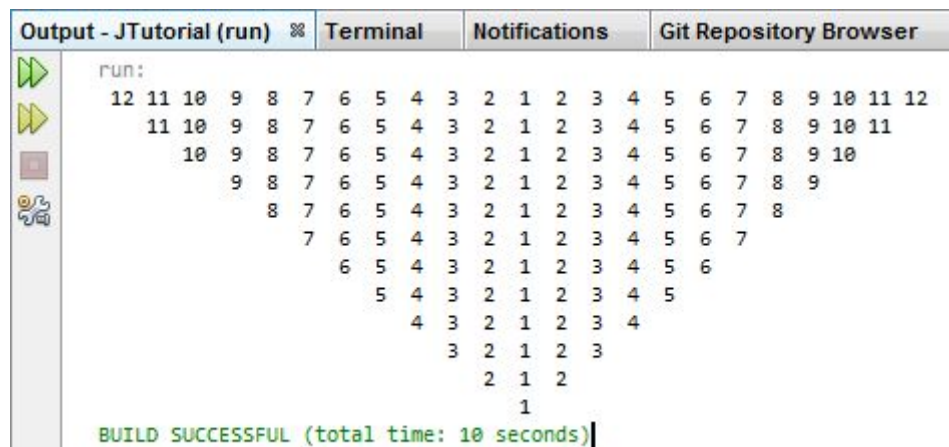 Output - JTutorial (run) Terminal Notifications Git Repository Browser
run:
 12 11 10  9  8  7  6  5  4  3  2  1  2  3  4  5  6  7  8  9 10 11 12
    11 10  9  8  7  6  5  4  3  2  1  2  3  4  5  6  7  8  9 10 11
       10  9  8  7  6  5  4  3  2  1  2  3  4  5  6  7  8  9 10
           9  8  7  6  5  4  3  2  1  2  3  4  5  6  7  8  9
              8  7  6  5  4  3  2  1  2  3  4  5  6  7  8
                 7  6  5  4  3  2  1  2  3  4  5  6  7
                    6  5  4  3  2  1  2  3  4  5  6
                       5  4  3  2  1  2  3  4  5
                          4  3  2  1  2  3  4
                             3  2  1  2  3
                                2  1  2
                                   1
BUILD SUCCESSFUL (total time: 10 seconds)